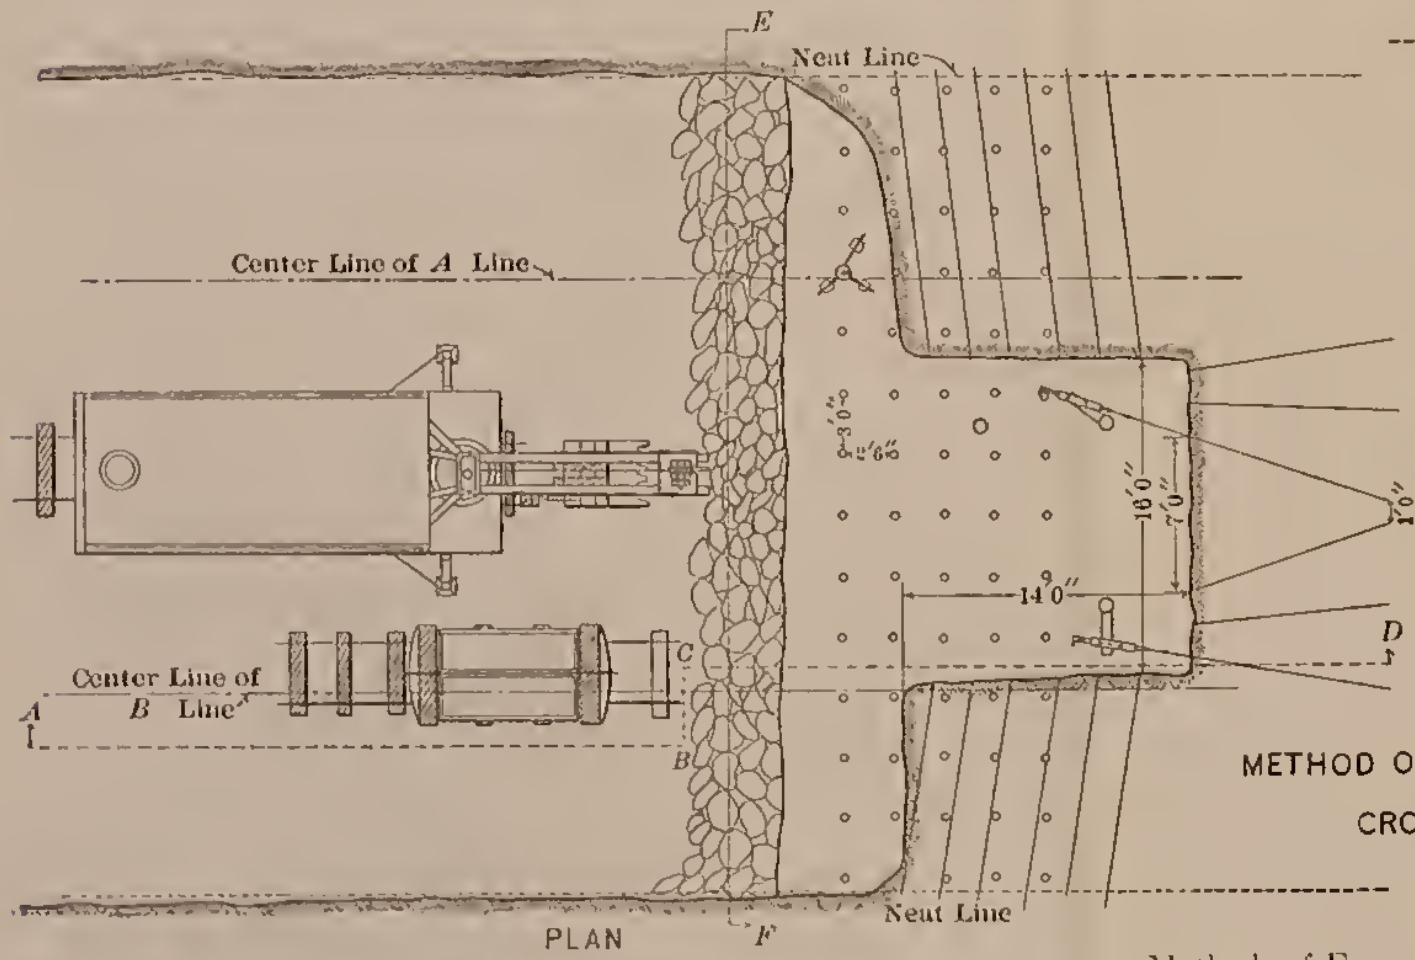 E
Neat Line
Center Line of A Line
3'0"
2'6"
16'0"
7'0"
1'0"
14'0"
D
C
Center Line of
B Line
A
B
METHOD O
CRO
Neat Line
F
PLAN